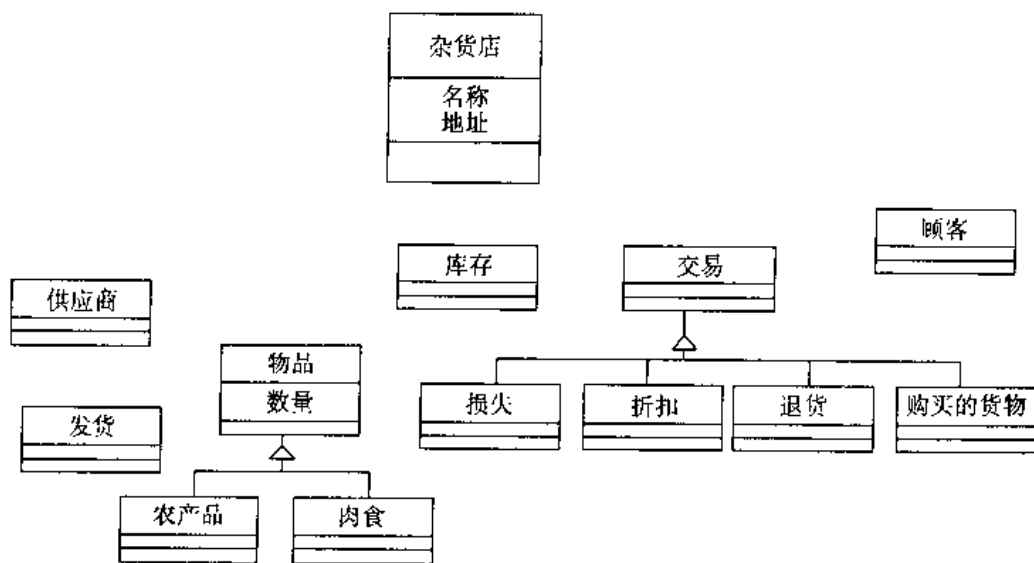 杂货店
名称
地址
顾客
库存
交易
供应商
物品
数量
损失
折扣
退货
购买的货物
发货
农产品
肉食